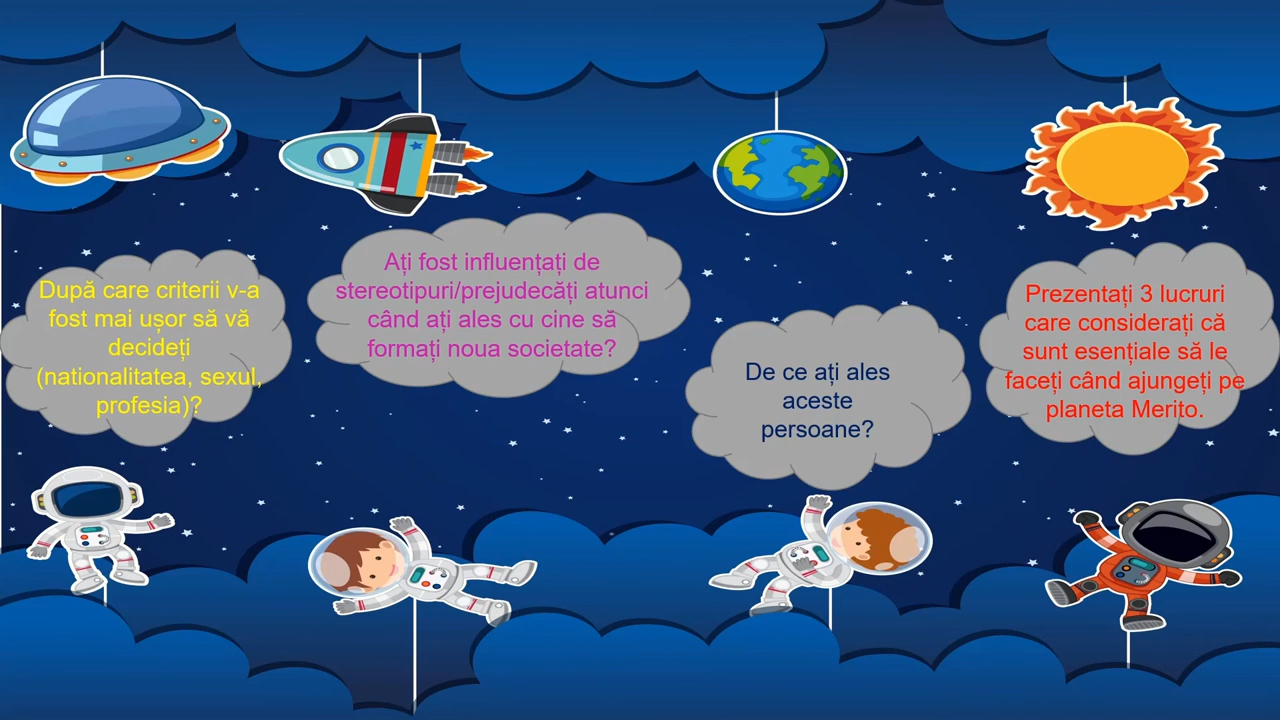 După care criterii v-a
fost mai ușor să vă
decideți
(nationalitatea, sexul,
profesia)?
Ați fost influențați de
stereotipuri/prejudecăți atunci
când ați ales cu cine să
formați noua societate?
De ce ați ales
aceste
persoane?
Prezentați 3 lucruri
care considerați că
sunt esențiale să le
faceți când ajungeți pe
planeta Merito.